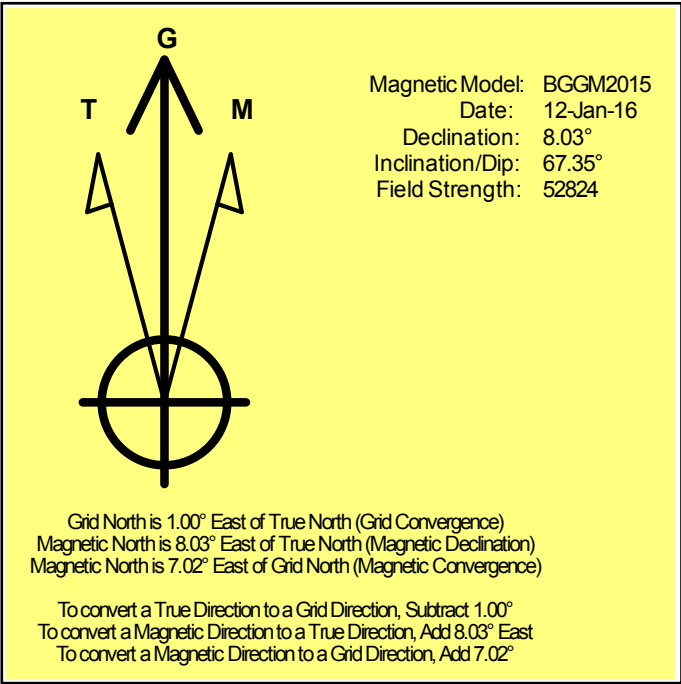 G
T M
Magnetic Model: BGGM2015
Date: 12-Jan-16
Declination: 8.03°
Inclination/Dip: 67.35°
Field Strength: 52824
Grid North is 1.00° East of True North (Grid Convergence)
Magnetic North is 8.03° East of True North (Magnetic Declination)
Magnetic North is 7.02° East of Grid North (Magnetic Convergence)
To convert a True Direction to a Grid Direction, Subtract 1.00°
To convert a Magnetic Direction to a True Direction, Add 8.03° East
To convert a Magnetic Direction to a Grid Direction, Add 7.02°